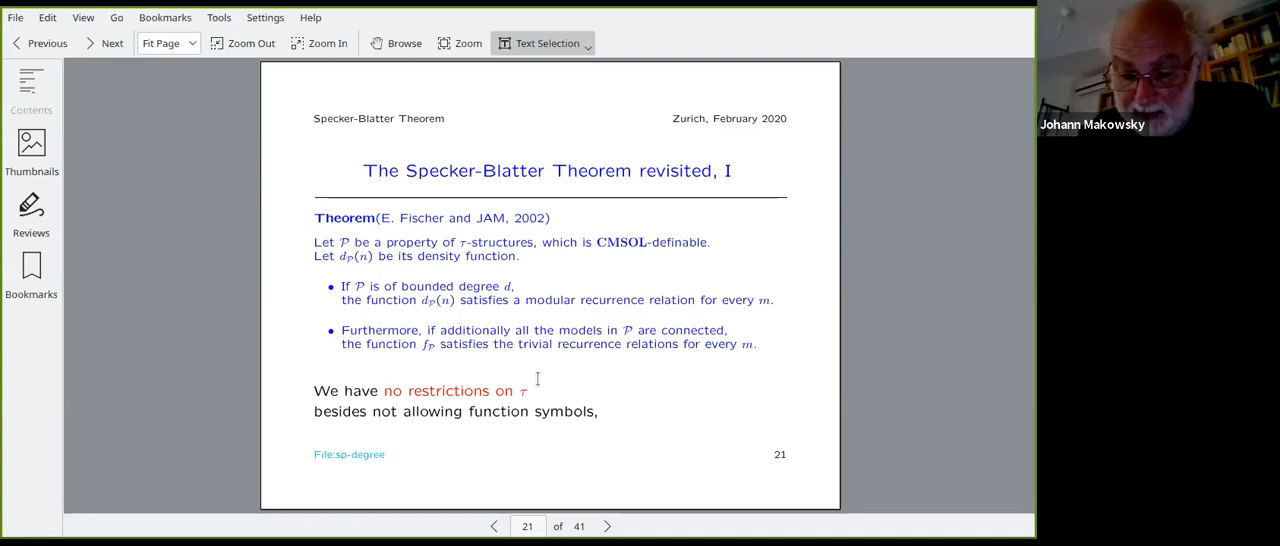 File Edit View Go Bookmarks Tools Settings Help
Previous Next Fit Page Zoom Out Zoom In Browse Zoom Text Selection
Contents
Thumbnails
Reviews
Bookmarks
Specker-Blatter Theorem Zurich, February 2020
The Specker-Blatter Theorem revisited, I
Theorem(E. Fischer and JAM, 2002)
Let 𝒫 be a property of τ-structures, which is CMSOL-definable.
Let d_𝒫(n) be its density function.
• If 𝒫 is of bounded degree d,
the function d_𝒫(n) satisfies a modular recurrence relation for every m.
• Furthermore, if additionally all the models in 𝒫 are connected,
the function f_𝒫 satisfies the trivial recurrence relations for every m.
We have no restrictions on τ
besides not allowing function symbols,
File:sp-degree 21
21 of 41
Johann Makowsky